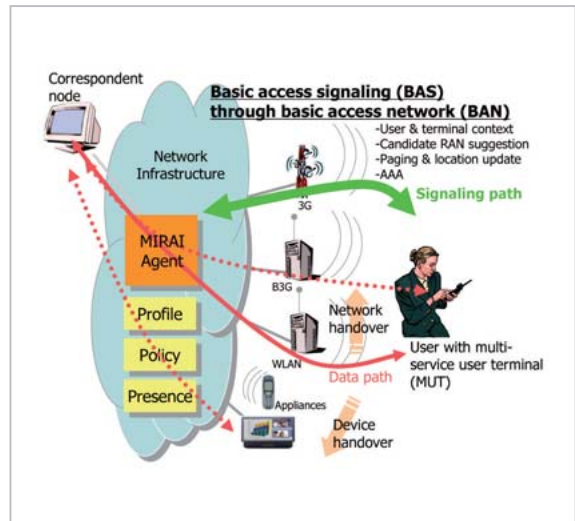 Correspondent
node
Basic access signaling (BAS)
through basic access network (BAN)
-User & terminal context
-Candidate RAN suggestion
-Paging & location update
-AAA
Network
Infrastructure
Signaling path
3G
MIRAI
Agent
B3G
Profile
Network
handover
Policy
WLAN
Data path
User with multi-
service user terminal
(MUT)
Presence
Appliances
Device
handover